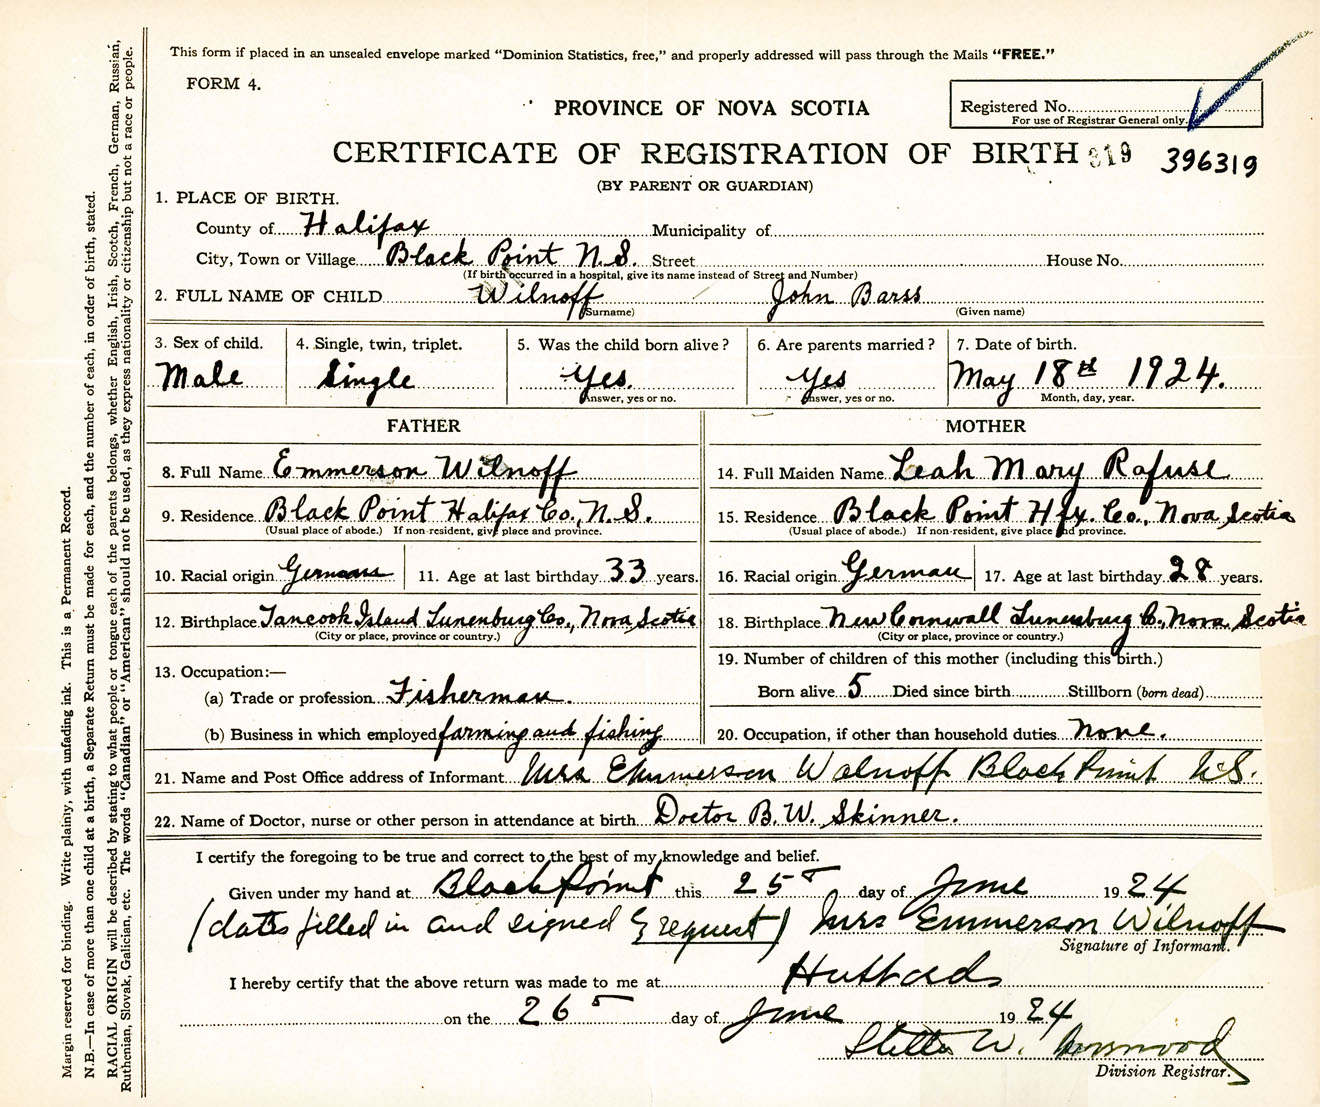 This form if placed in an unsealed envelope marked "Dominion Statistics, free," and properly addressed will pass through the Mails "FREE."
FORM 4.
PROVINCE OF NOVA SCOTIA
Registered No.
For use of Registrar General only.
CERTIFICATE OF REGISTRATION OF BIRTH 319 396319
(BY PARENT OR GUARDIAN)
1. PLACE OF BIRTH.
County of Halifax Municipality of
City, Town or Village Black Point N.S. Street House No.
(If birth occurred in a hospital, give its name instead of Street and Number)
2. FULL NAME OF CHILD Wilnoff John Barss
(Surname) (Given name)
3. Sex of child. 4. Single, twin, triplet. 5. Was the child born alive? 6. Are parents married? 7. Date of birth.
Male Single Yes. Yes May 18th 1924.
Answer, yes or no. Answer, yes or no. Month, day, year.
FATHER MOTHER
8. Full Name Emmerson Wilnoff
9. Residence Black Point Halifax Co., N.S.
(Usual place of abode.) If non-resident, give place and province.
10. Racial origin German 11. Age at last birthday 33 years.
12. Birthplace Tancook Island Lunenburg Co., Nova Scotia
(City or place, province or country.)
13. Occupation:—
(a) Trade or profession Fisherman.
(b) Business in which employed farming and fishing
14. Full Maiden Name Leah Mary Rafuse
15. Residence Black Point Hfx. Co., Nova Scotia
(Usual place of abode.) If non-resident, give place and province.
16. Racial origin German 17. Age at last birthday 28 years.
18. Birthplace New Cornwall Lunenburg Co., Nova Scotia
(City or place, province or country.)
19. Number of children of this mother (including this birth.)
Born alive 5 Died since birth Stillborn (born dead)
20. Occupation, if other than household duties none.
21. Name and Post Office address of Informant Mrs Emmerson Walnoff Black Point N.S.
22. Name of Doctor, nurse or other person in attendance at birth Doctor B.W. Skinner.
I certify the foregoing to be true and correct to the best of my knowledge and belief.
Given under my hand at Black Point this 25 day of June 1924
(dates filled in and signed request) Mrs Emmerson Wilnoff
Signature of Informant.
I hereby certify that the above return was made to me at Hubbards
on the 26 day of June 1924
W.
Division Registrar.
Margin reserved for binding. Write plainly, with unfading ink. This is a Permanent Record.
N.B.—In case of more than one child at a birth, a Separate Return must be made for each, and the number of each, in order of birth, stated.
RACIAL ORIGIN will be described by stating to what people or tongue each of the parents belongs, whether English, Irish, Scotch, French, German, Russian,
Ruthenian, Slovak, Galician, etc. The words "Canadian" or "American" should not be used, as they express nationality or citizenship but not a race or people.